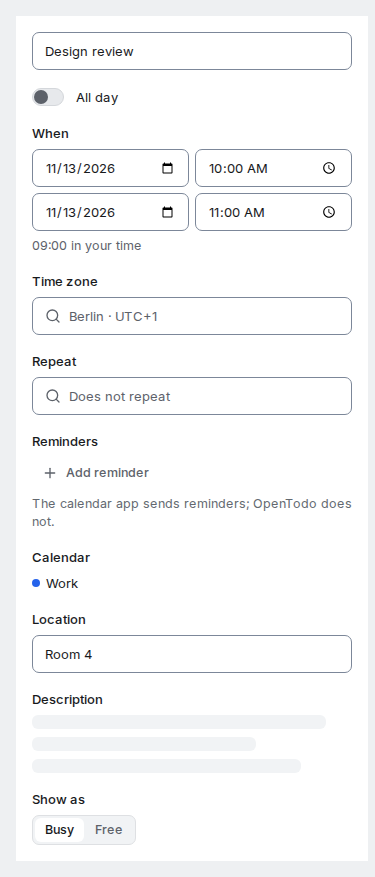 Design review
All day
When
11/13/2026
10:00 AM
11/13/2026
11:00 AM
09:00 in your time
Time zone
Berlin · UTC+1
Repeat
Does not repeat
Reminders
Add reminder
The calendar app sends reminders; OpenTodo does
not.
Calendar
Work
Location
Room 4
Description
Show as
Busy
Free